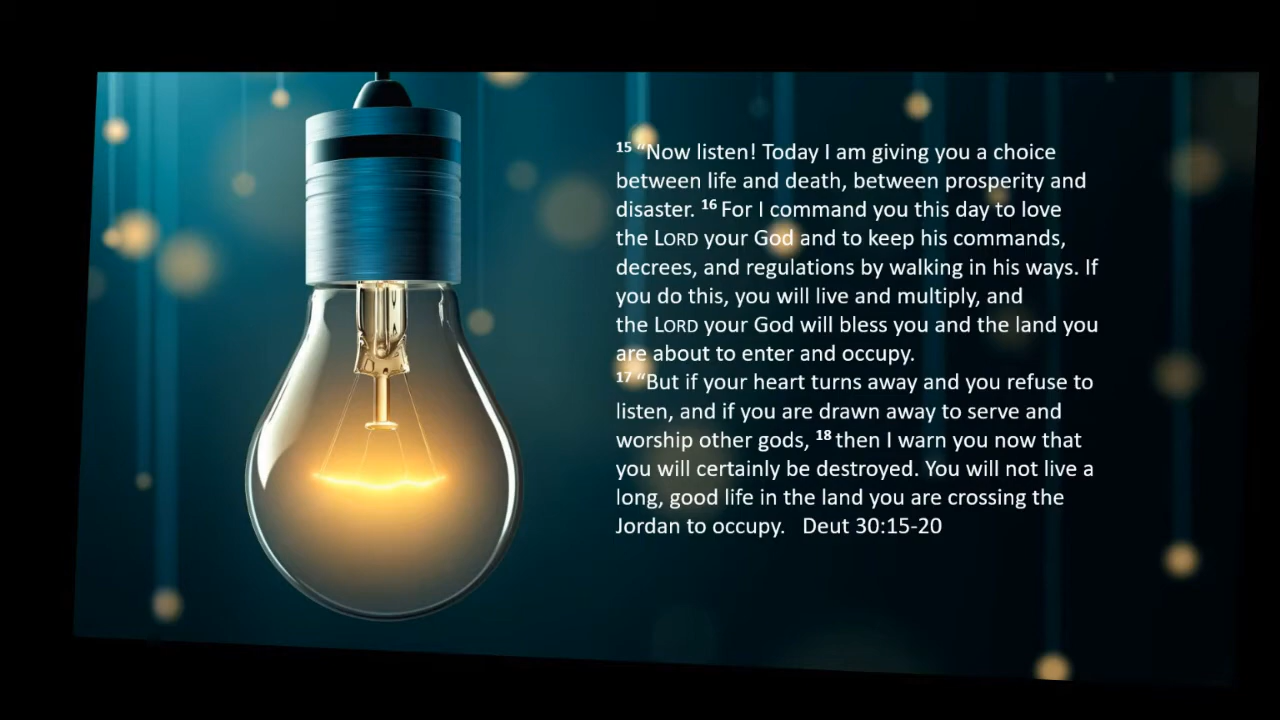 15 “Now listen! Today I am giving you a choice
between life and death, between prosperity and
disaster. 16 For I command you this day to love
the LORD your God and to keep his commands,
decrees, and regulations by walking in his ways. If
you do this, you will live and multiply, and
the LORD your God will bless you and the land you
are about to enter and occupy.
17 “But if your heart turns away and you refuse to
listen, and if you are drawn away to serve and
worship other gods, 18 then I warn you now that
you will certainly be destroyed. You will not live a
long, good life in the land you are crossing the
Jordan to occupy. Deut 30:15-20